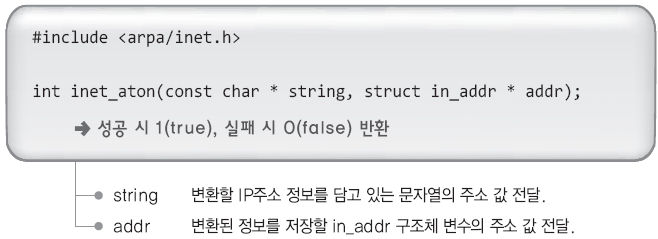 #include <arpa/inet.h>
int inet_aton(const char * string, struct in_addr * addr);
➜ 성공 시 1(true), 실패 시 0(false) 반환
string 변환할 IP주소 정보를 담고 있는 문자열의 주소 값 전달.
addr 변환된 정보를 저장할 in_addr 구조체 변수의 주소 값 전달.